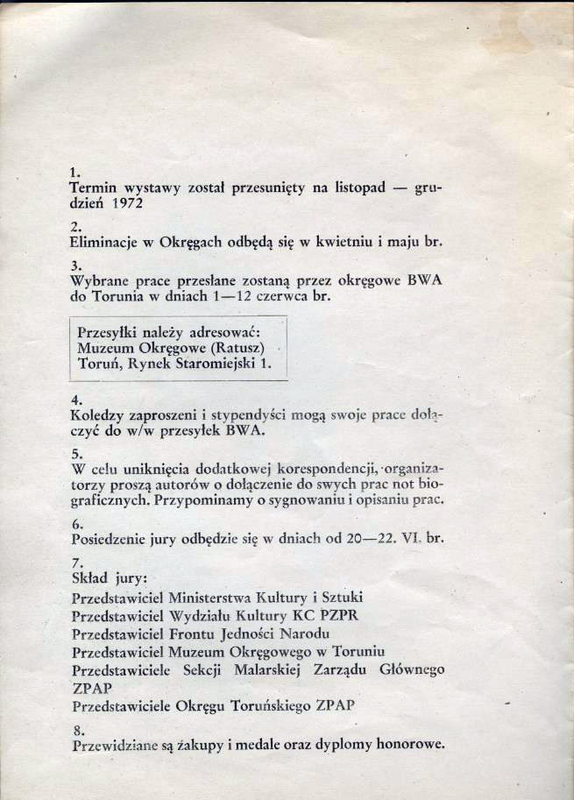 1.
Termin wystawy został przesunięty na listopad — gru-
dzień 1972
2.
Eliminacje w Okręgach odbędą się w kwietniu i maju br.
3.
Wybrane prace przesłane zostaną przez okręgowe BWA
do Torunia w dniach 1—12 czerwca br.
Przesyłki należy adresować:
Muzeum Okręgowe (Ratusz)
Toruń, Rynek Staromiejski 1.
4.
Koledzy zaproszeni i stypendyści mogą swoje prace dołą-
czyć do w/w przesyłek BWA.
5.
W celu uniknięcia dodatkowej korespondencji, organiza-
torzy proszą autorów o dołączenie do swych prac not bio-
graficznych. Przypominamy o sygnowaniu i opisaniu prac.
6.
Posiedzenie jury odbędzie się w dniach od 20—22. VI. br.
7.
Skład jury:
Przedstawiciel Ministerstwa Kultury i Sztuki
Przedstawiciel Wydziału Kultury KC PZPR
Przedstawiciel Frontu Jedności Narodu
Przedstawiciel Muzeum Okręgowego w Toruniu
Przedstawiciele Sekcji Malarskiej Zarządu Głównego
ZPAP
Przedstawiciele Okręgu Toruńskiego ZPAP
8.
Przewidziane są zakupy i medale oraz dyplomy honorowe.